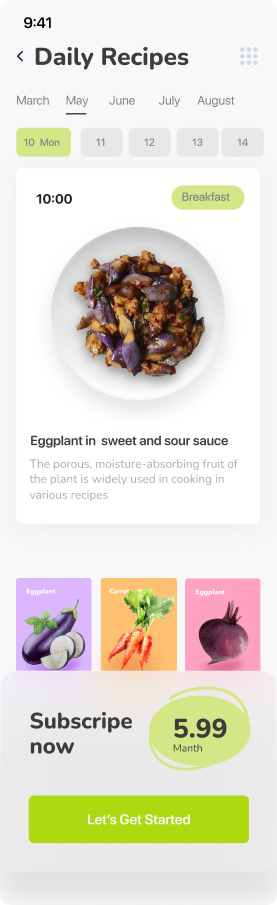 9:41
Daily Recipes
March May June July August
10 Mon 11 12 13 14
10:00 Breakfast
Eggplant in sweet and sour sauce
The porous, moisture-absorbing fruit of
the plant is widely used in cooking in
various recipes
Eggplant Carrot Eggplant
Subscripe
now
5.99
Manth
Let's Get Started